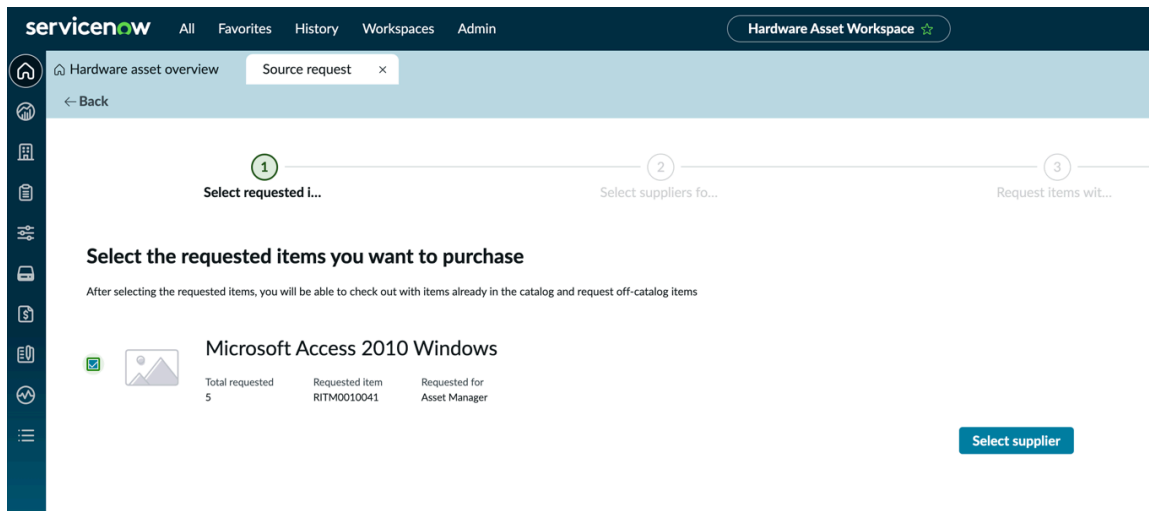 servicenow All Favorites History Workspaces Admin Hardware Asset Workspace
Hardware asset overview Source request ×
← Back
1 2 3
Select requested i... Select suppliers fo... Request items wit...
Select the requested items you want to purchase
After selecting the requested items, you will be able to check out with items already in the catalog and request off-catalog items
Microsoft Access 2010 Windows
Total requested Requested item Requested for
5 RITM0010041 Asset Manager
Select supplier